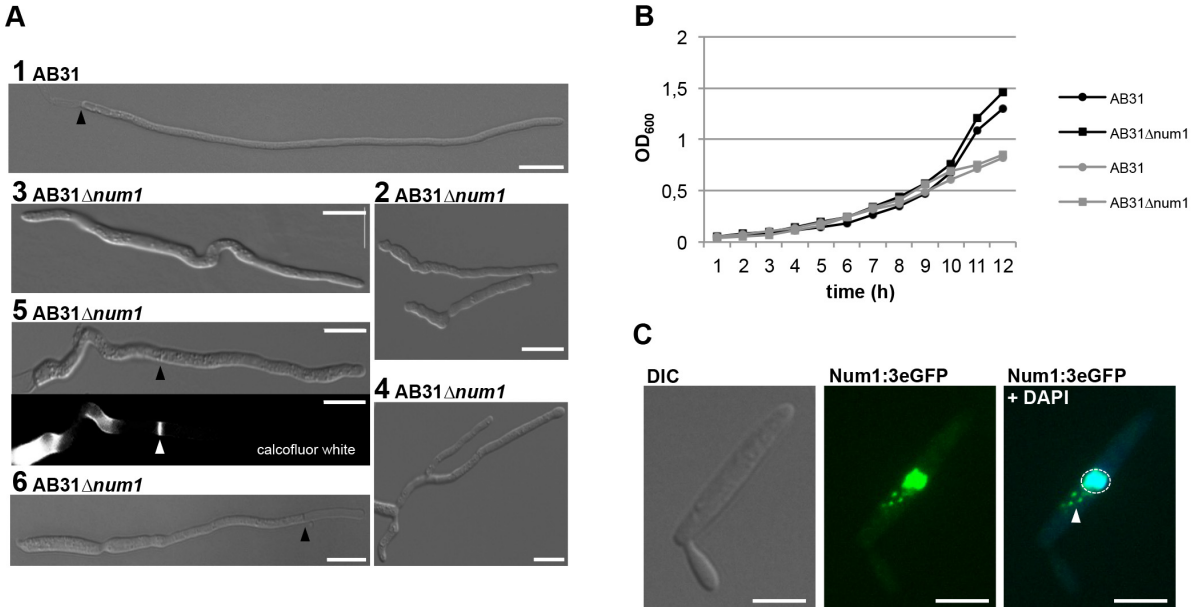 A
1 AB31
3 AB31Δnum1
2 AB31Δnum1
5 AB31Δnum1
calcofluor white
4 AB31Δnum1
6 AB31Δnum1
B
2
1,5
1
0,5
0
OD600
1 2 3 4 5 6 7 8 9 10 11 12
time (h)
AB31
AB31Δnum1
AB31
AB31Δnum1
C
DIC
Num1:3eGFP
Num1:3eGFP
+ DAPI